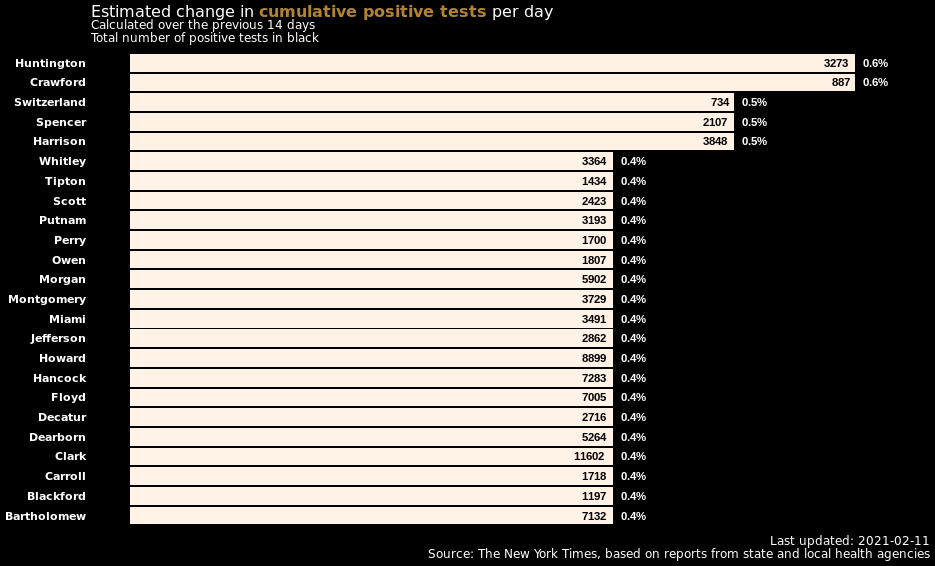 Estimated change in cumulative positive tests per day
Calculated over the previous 14 days
Total number of positive tests in black
Huntington 3273 0.6%
Crawford 887 0.6%
Switzerland 734 0.5%
Spencer 2107 0.5%
Harrison 3848 0.5%
Whitley 3364 0.4%
Tipton 1434 0.4%
Scott 2423 0.4%
Putnam 3193 0.4%
Perry 1700 0.4%
Owen 1807 0.4%
Morgan 5902 0.4%
Montgomery 3729 0.4%
Miami 3491 0.4%
Jefferson 2862 0.4%
Howard 8899 0.4%
Hancock 7283 0.4%
Floyd 7005 0.4%
Decatur 2716 0.4%
Dearborn 5264 0.4%
Clark 11602 0.4%
Carroll 1718 0.4%
Blackford 1197 0.4%
Bartholomew 7132 0.4%
Last updated: 2021-02-11
Source: The New York Times, based on reports from state and local health agencies